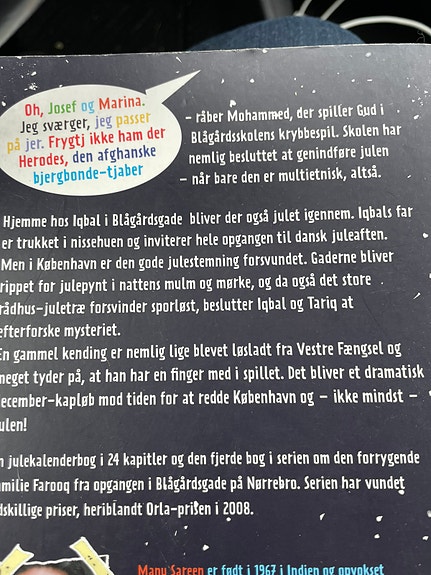 Oh, Josef og Marina.
Jeg sværger, jeg passer
på jer. Frygtj ikke ham der
Herodes, den afghanske
bjergbonde-tjaber
– råber Mohammed, der spiller Gud i
Blågårdsskolens krybbespil. Skolen har
nemlig besluttet at genindføre julen
– når bare den er multietnisk, altså.
Hjemme hos Iqbal i Blågårdsgade bliver der også julet igennem. Iqbals far
er trukket i nissehuen og inviterer hele opgangen til dansk juleaften.
Men i København er den gode julestemning forsvundet. Gaderne bliver
rippet for julepynt i nattens mulm og mørke, og da også det store
rådhus-juletræ forsvinder sporløst, beslutter Iqbal og Tariq at
efterforske mysteriet.
En gammel kending er nemlig lige blevet løsladt fra Vestre Fængsel og
meget tyder på, at han har en finger med i spillet. Det bliver et dramatisk
december-kapløb mod tiden for at redde København og – ikke mindst –
ulen!
n julekalenderbog i 24 kapitler og den fjerde bog i serien om den forrygende
amilie Farooq fra opgangen i Blågårdsgade på Nørrebro. Serien har vundet
dskillige priser, heriblandt Orla-prisen i 2008.
Manu Sareen er født i 1967 i Indien og opvokset